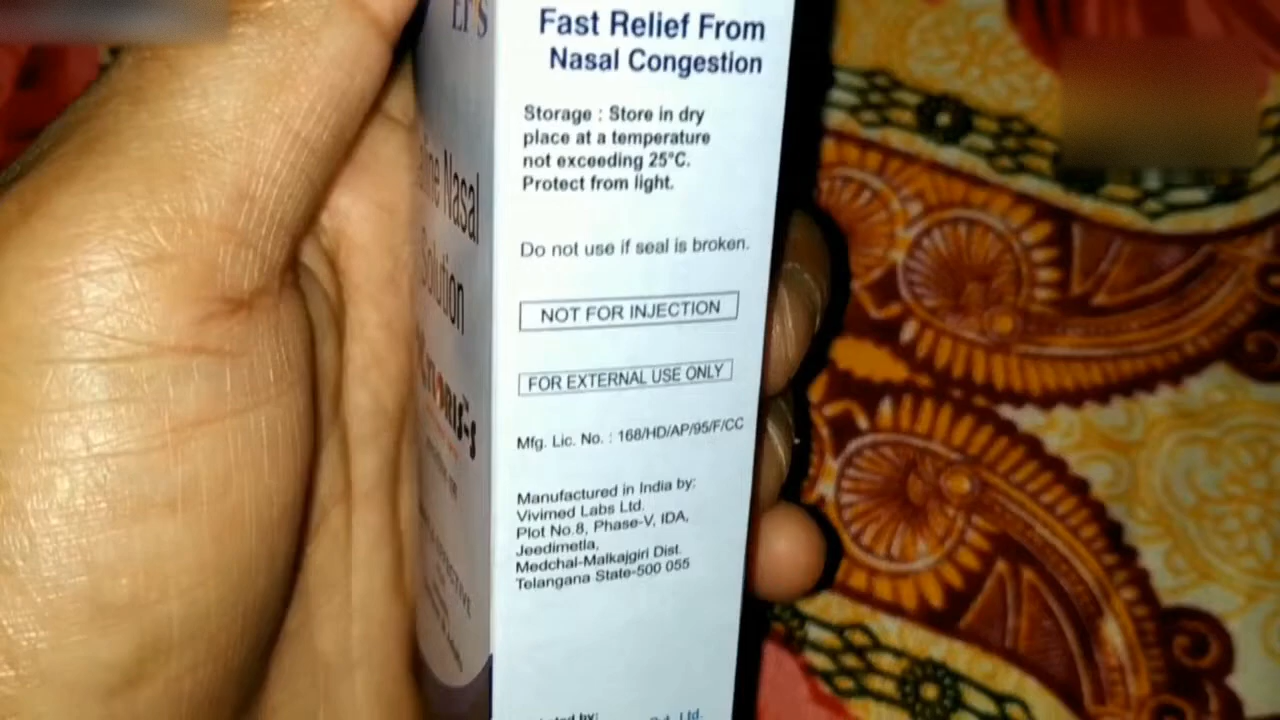 Fast Relief From
Nasal Congestion
Storage : Store in dry
place at a temperature
not exceeding 25°C.
Protect from light.
Do not use if seal is broken.
NOT FOR INJECTION
FOR EXTERNAL USE ONLY
Mfg. Lic. No. : 168/HD/AP/95/F/CC
Manufactured in India by:
Vivimed Labs Ltd.
Plot No.8, Phase-V, IDA,
Jeedimetla,
Medchal-Malkajgiri Dist.
Telangana State-500 055
by:
Ltd.
Nasal
Solution